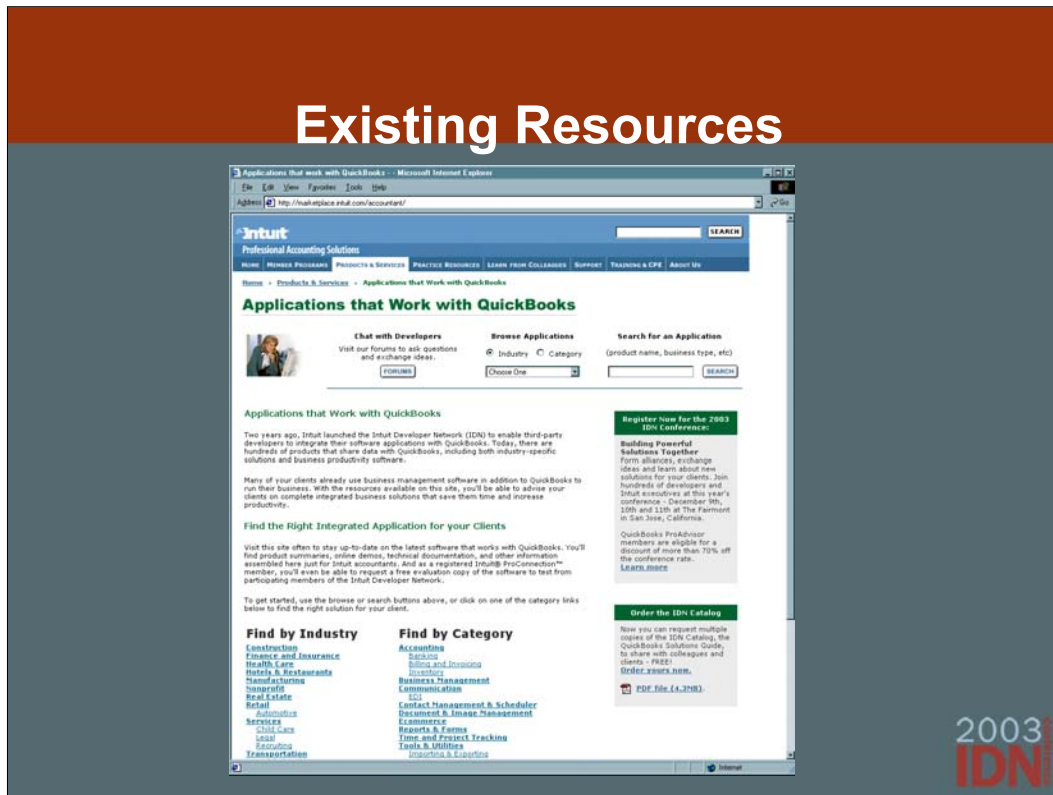 Existing Resources
Applications that work with QuickBooks - - Microsoft Internet Explorer
File Edit View Favorites Tools Help
Address http://marketplace.intuit.com/accountant/ Go
Intuit
SEARCH
Professional Accounting Solutions
Home Member Programs Products & Services Practice Resources Learn from Colleagues Support Training & CPE About Us
Home Products & Services Applications that Work with QuickBooks
Applications that Work with QuickBooks
Chat with Developers
Visit our forums to ask questions
and exchange ideas.
FORUMS
Browse Applications
Industry Category
Choose One
Search for an Application
(product name, business type, etc)
SEARCH
Applications that Work with QuickBooks
Two years ago, Intuit launched the Intuit Developer Network (IDN) to enable third-party
developers to integrate their software applications with QuickBooks. Today, there are
hundreds of products that share data with QuickBooks, including both industry-specific
solutions and business productivity software.
Many of your clients already use business management software in addition to QuickBooks to
run their business. With the resources available on this site, you'll be able to advise your
clients on complete integrated business solutions that save them time and increase
productivity.
Find the Right Integrated Application for your Clients
Visit this site often to stay up-to-date on the latest software that works with QuickBooks. You'll
find product summaries, online demos, technical documentation, and other information
assembled here just for Intuit accountants. And as a registered Intuit® ProConnection™
member, you'll even be able to request a free evaluation copy of the software to test from
participating members of the Intuit Developer Network.
To get started, use the browse or search buttons above, or click on one of the category links
below to find the right solution for your client.
Find by Industry
Construction
Finance and Insurance
Health Care
Hotels & Restaurants
Manufacturing
Nonprofit
Real Estate
Retail
Automotive
Services
Child Care
Legal
Recruiting
Transportation
Find by Category
Accounting
Banking
Billing and Invoicing
Inventory
Business Management
Communication
EDI
Contact Management & Scheduler
Document & Image Management
Ecommerce
Reports & Forms
Time and Project Tracking
Tools & Utilities
Importing & Exporting
Register Now for the 2003
IDN Conference:
Building Powerful
Solutions Together
Form alliances, exchange
ideas and learn about new
solutions for your clients. Join
hundreds of developers and
Intuit executives at this year's
conference - December 9th,
10th and 11th at The Fairmont
in San Jose, California.
QuickBooks ProAdvisor
members are eligible for a
discount of more than 70% off
the conference rate.
Learn more
Order the IDN Catalog
Now you can request multiple
copies of the IDN Catalog, the
QuickBooks Solutions Guide,
to share with colleagues and
clients - FREE!
Order yours now.
PDF file (4.3MB).
Internet
2003
IDN